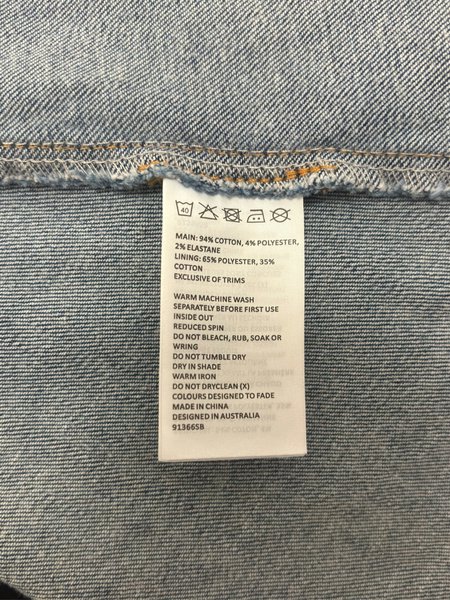 40
MAIN: 94% COTTON, 4% POLYESTER,
2% ELASTANE
LINING: 65% POLYESTER, 35%
COTTON
EXCLUSIVE OF TRIMS
WARM MACHINE WASH
SEPARATELY BEFORE FIRST USE
INSIDE OUT
REDUCED SPIN
DO NOT BLEACH, RUB, SOAK OR
WRING
DO NOT TUMBLE DRY
DRY IN SHADE
WARM IRON
DO NOT DRYCLEAN (X)
COLOURS DESIGNED TO FADE
MADE IN CHINA
DESIGNED IN AUSTRALIA
91366SB